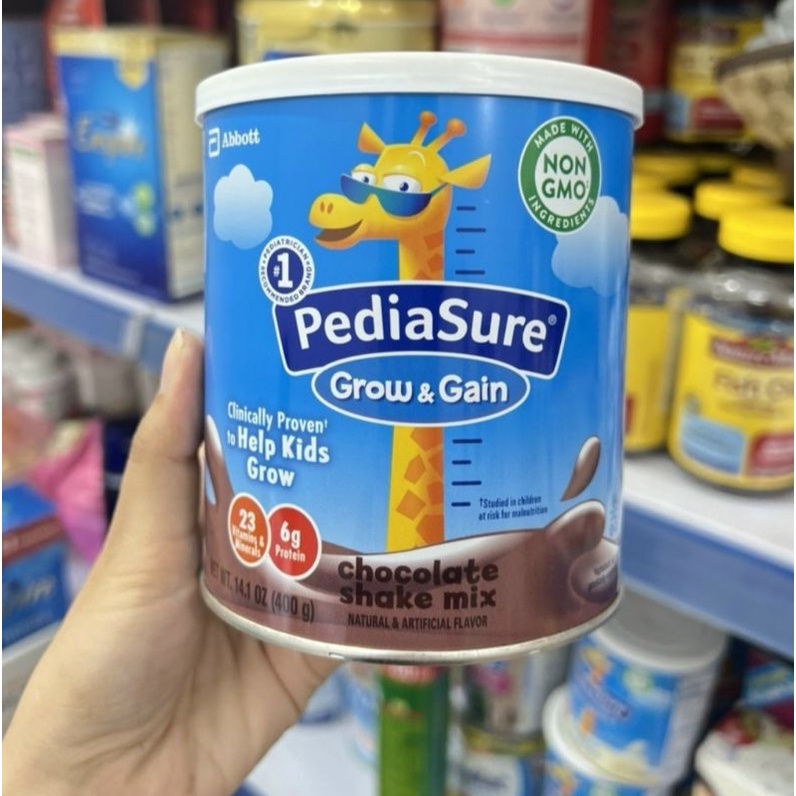 Abbott
MADE WITH
NON
GMO
INGREDIENTS
PEDIATRICIAN
#1
RECOMMENDED BRAND
PediaSure®
Grow & Gain
Clinically Proven†
to Help Kids
Grow
†Studied in children
at risk for malnutrition
23
Vitamins &
Minerals
6g
Protein
chocolate
shake mix
NET WT. 14.1 OZ (400 g)
NATURAL & ARTIFICIAL FLAVOR